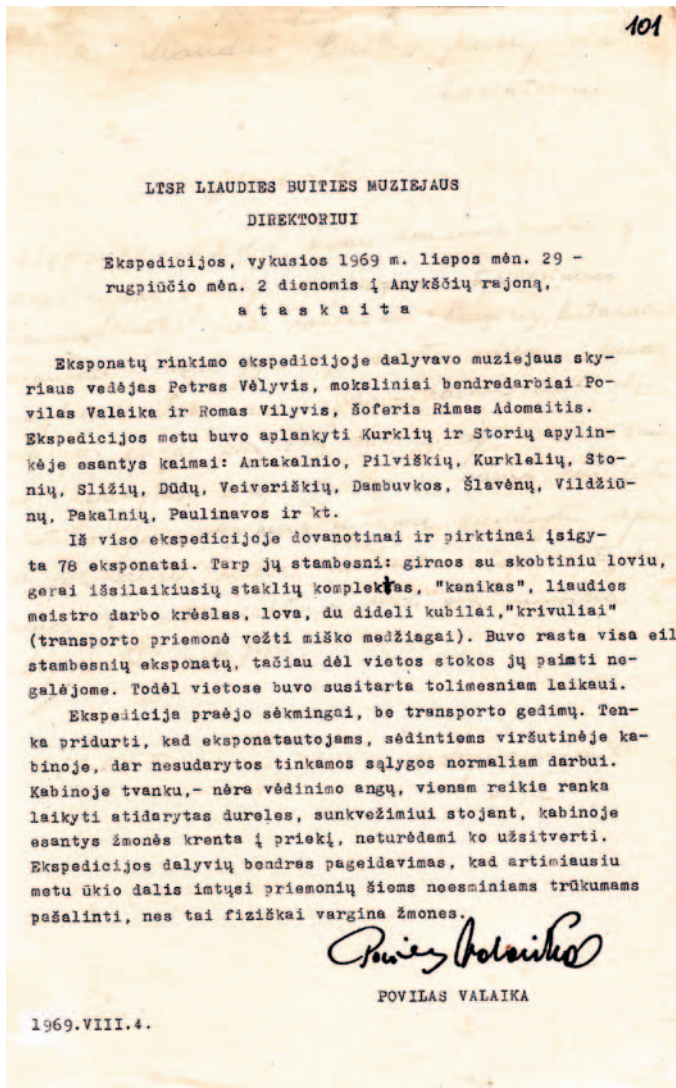 101
LTSR LIAUDIES BUITIES MUZIEJAUS
DIREKTORIUI
Ekspedicijos, vykusios 1969 m. liepos mėn. 29 -
rugpiūčio mėn. 2 dienomis į Anykščių rajoną,
a t a s k a i t a
Eksponatų rinkimo ekspedicijoje dalyvavo muziejaus sky-
riaus vedėjas Petras Vėlyvis, moksliniai bendradarbiai Po-
vilas Valaika ir Romas Vilyvis, šoferis Rimas Adomaitis.
Ekspedicijos metu buvo aplankyti Kurklių ir Storių apylin-
kėje esantys kaimai: Antakalnio, Pilviškių, Kurklelių, Sto-
nių, Sližių, Dūdų, Veiveriškių, Dambuvkos, Šlavėnų, Vildžiū-
nų, Pakalnių, Paulinavos ir kt.
Iš viso ekspedicijoje dovanotinai ir pirktinai įsigy-
ta 78 eksponatai. Tarp jų stambesni: girnos su skobtiniu loviu,
gerai išsilaikiusių staklių komplektas, "kanikas", liaudies
meistro darbo krėslas, lova, du dideli kubilai,"krivuliai"
(transporto priemonė vežti miško medžiagai). Buvo rasta visa eil
stambesnių eksponatų, tačiau dėl vietos stokos jų paimti ne-
galėjome. Todėl vietose buvo susitarta tolimesniam laikaui.
Ekspedicija praėjo sėkmingai, be transporto gedimų. Ten-
ka pridurti, kad eksponatautojams, sėdintiems viršutinėje ka-
binoje, dar nesudarytos tinkamos sąlygos normaliam darbui.
Kabinoje tvanku,- nėra vėdinimo angų, vienam reikia ranka
laikyti atidarytas dureles, sunkvežimiui stojant, kabinoje
esantys žmonės krenta į priekį, neturėdami ko užsitverti.
Ekspedicijos dalyvių bendras pageidavimas, kad artimiausiu
metu ūkio dalis imtųsi priemonių šiems neesminiams trūkumams
pašalinti, nes tai fiziškai vargina žmones.
Povilas Valaika
POVILAS VALAIKA
1969.VIII.4.